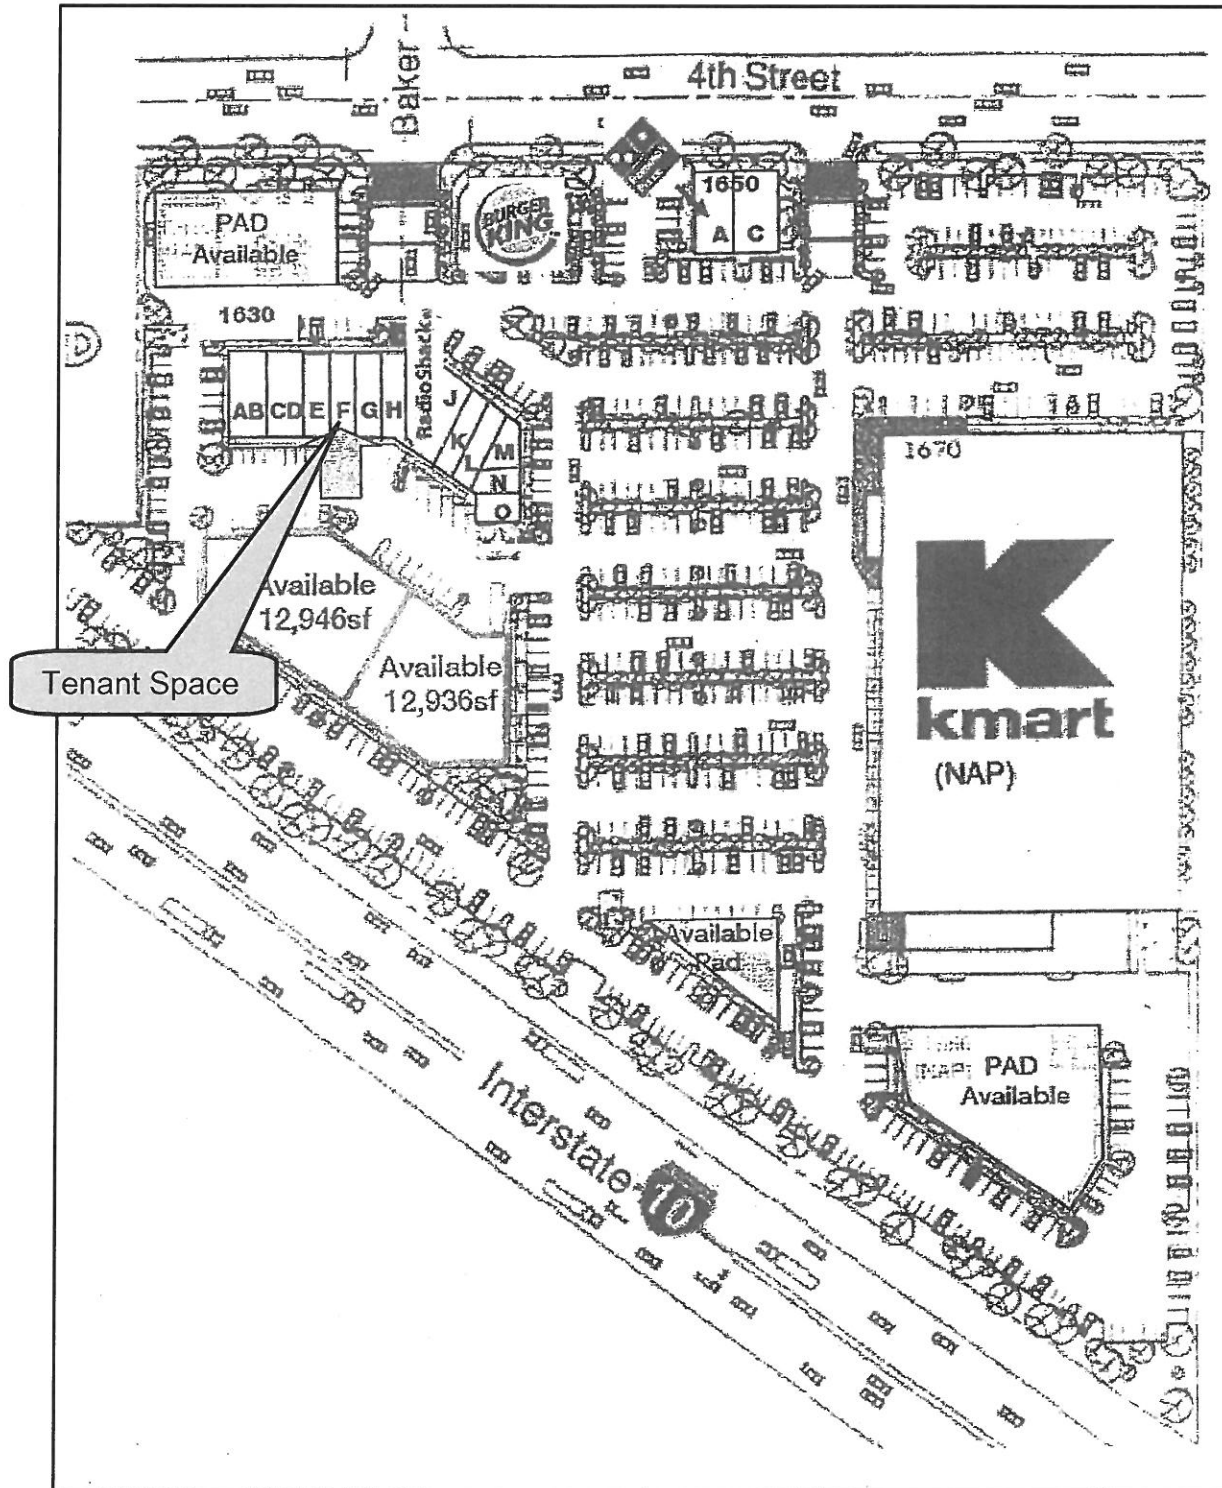 Baker
4th Street
PAD
Available
BURGER
KING
1650
A C
1630
AB CD E F G H
RadioShack
J
K
L
M
N
O
1670
Available
12,946sf
Available
12,936sf
Tenant Space
K
kmart
(NAP)
Available
Pad
(NAP)
PAD
Available
Interstate
10